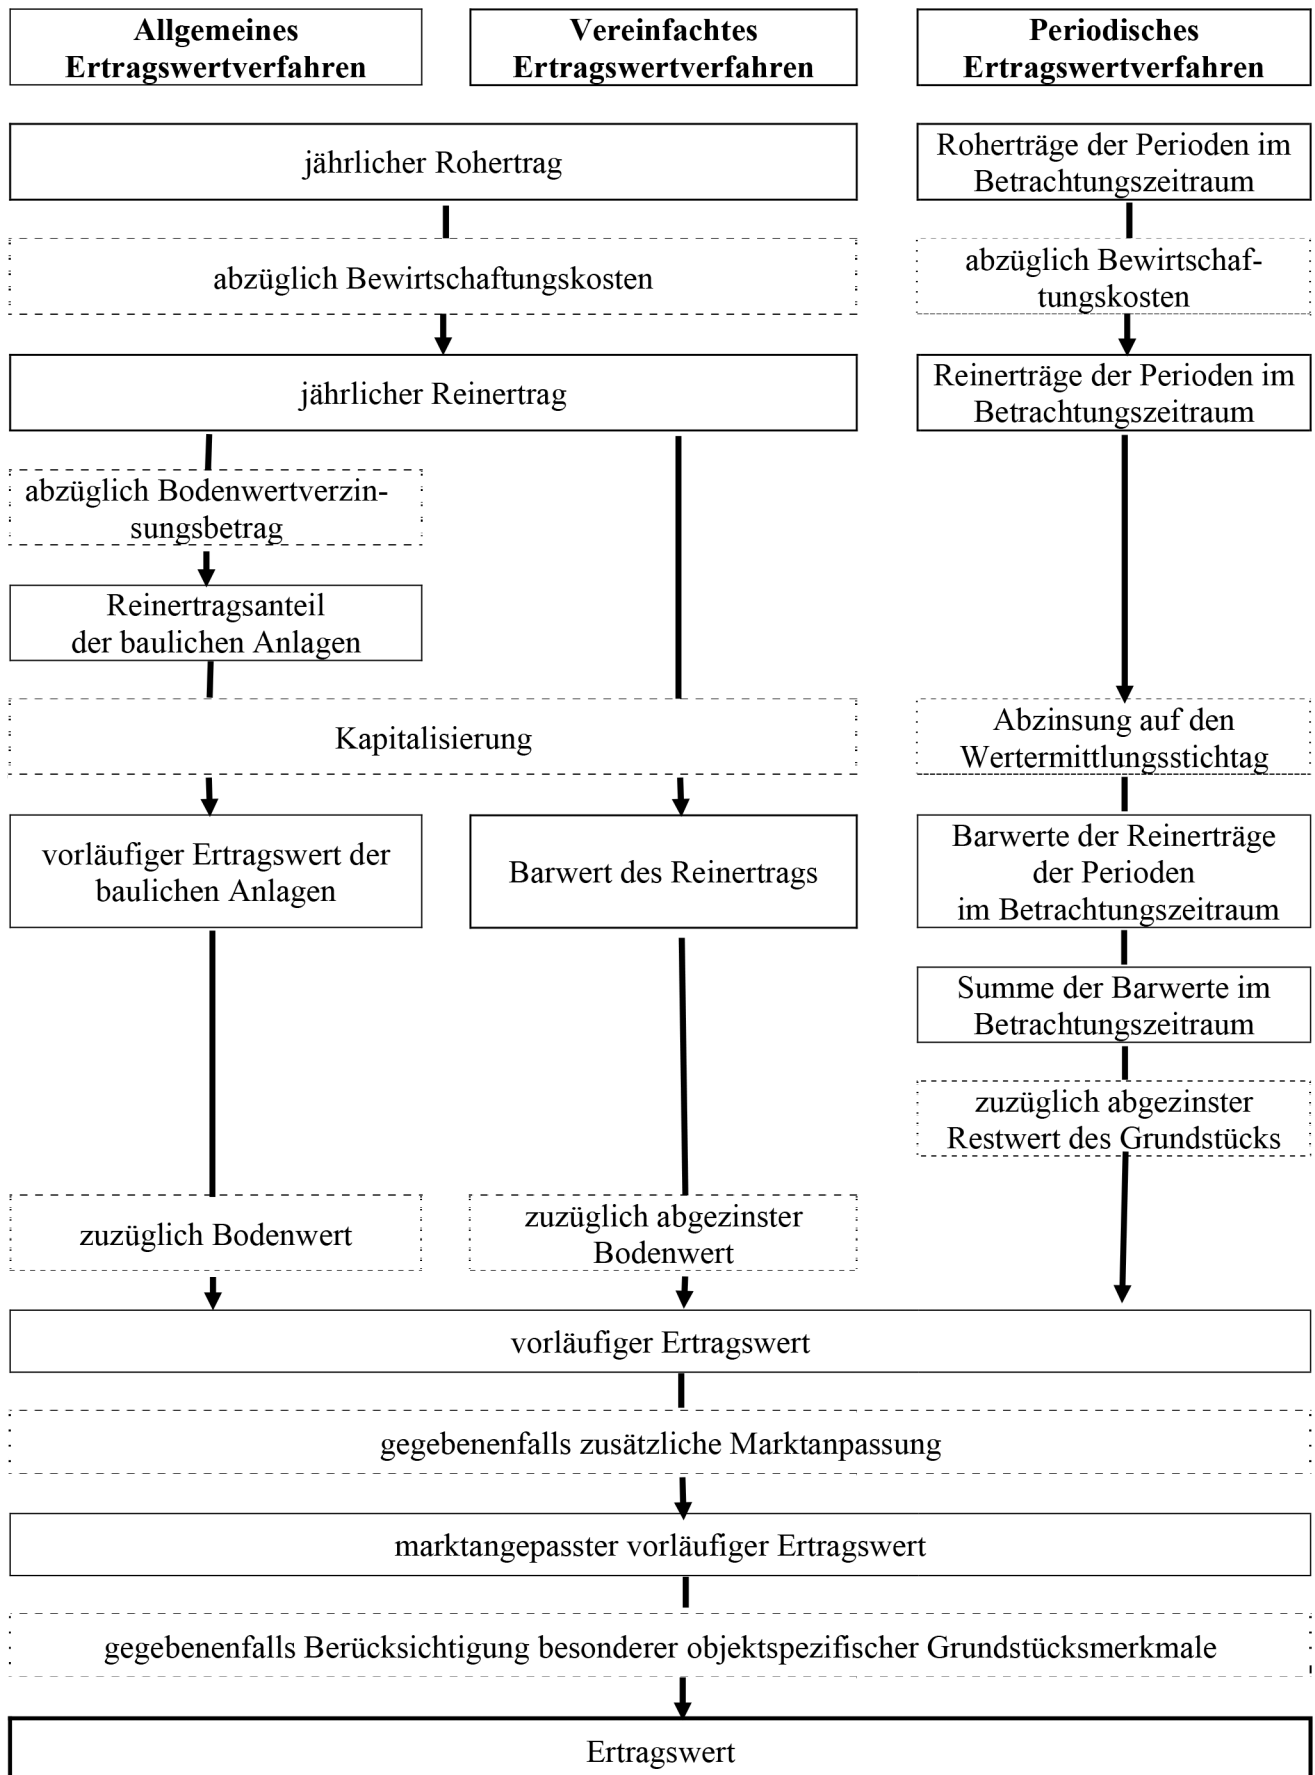 Allgemeines
Ertragswertverfahren
Vereinfachtes
Ertragswertverfahren
Periodisches
Ertragswertverfahren
jährlicher Rohertrag
Roherträge der Perioden im
Betrachtungszeitraum
abzüglich Bewirtschaftungskosten
abzüglich Bewirtschaf-
tungskosten
jährlicher Reinertrag
Reinerträge der Perioden im
Betrachtungszeitraum
abzüglich Bodenwertverzin-
sungsbetrag
Reinertragsanteil
der baulichen Anlagen
Kapitalisierung
Abzinsung auf den
Wertermittlungsstichtag
vorläufiger Ertragswert der
baulichen Anlagen
Barwert des Reinertrags
Barwerte der Reinerträge
der Perioden
im Betrachtungszeitraum
Summe der Barwerte im
Betrachtungszeitraum
zuzüglich abgezinster
Restwert des Grundstücks
zuzüglich Bodenwert
zuzüglich abgezinster
Bodenwert
vorläufiger Ertragswert
gegebenenfalls zusätzliche Marktanpassung
marktangepasster vorläufiger Ertragswert
gegebenenfalls Berücksichtigung besonderer objektspezifischer Grundstücksmerkmale
Ertragswert